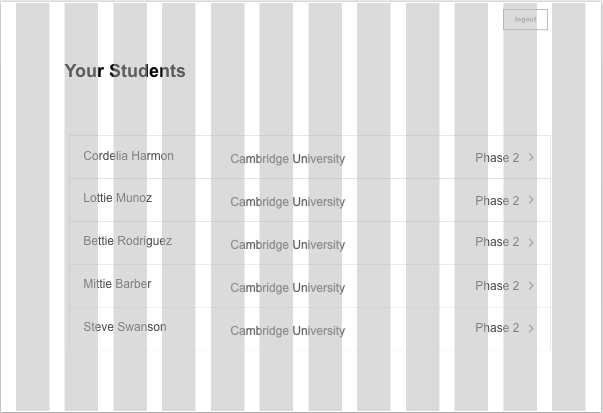 logout
Your Students
Cordelia Harmon Cambridge University Phase 2
Lottie Munoz Cambridge University Phase 2
Bettie Rodriguez Cambridge University Phase 2
Mittie Barber Cambridge University Phase 2
Steve Swanson Cambridge University Phase 2